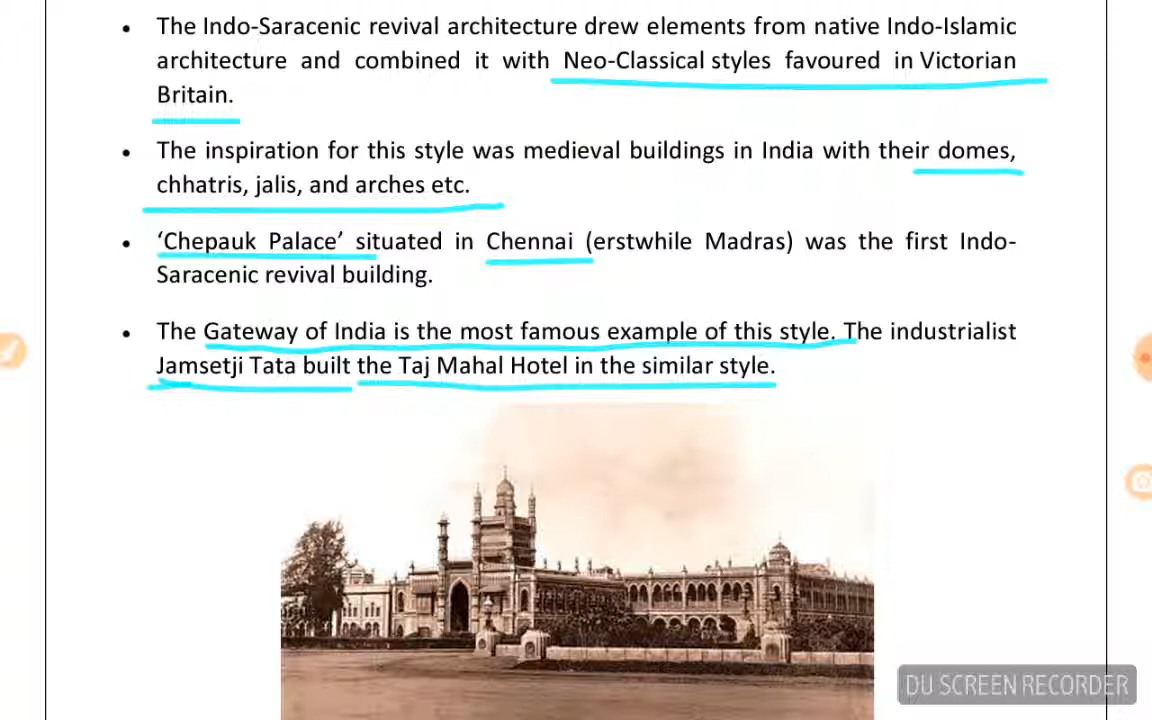 • The Indo-Saracenic revival architecture drew elements from native Indo-Islamic
architecture and combined it with Neo-Classical styles favoured in Victorian
Britain.
• The inspiration for this style was medieval buildings in India with their domes,
chhatris, jalis, and arches etc.
• ‘Chepauk Palace’ situated in Chennai (erstwhile Madras) was the first Indo-
Saracenic revival building.
• The Gateway of India is the most famous example of this style. The industrialist
Jamsetji Tata built the Taj Mahal Hotel in the similar style.
DU SCREEN RECORDER